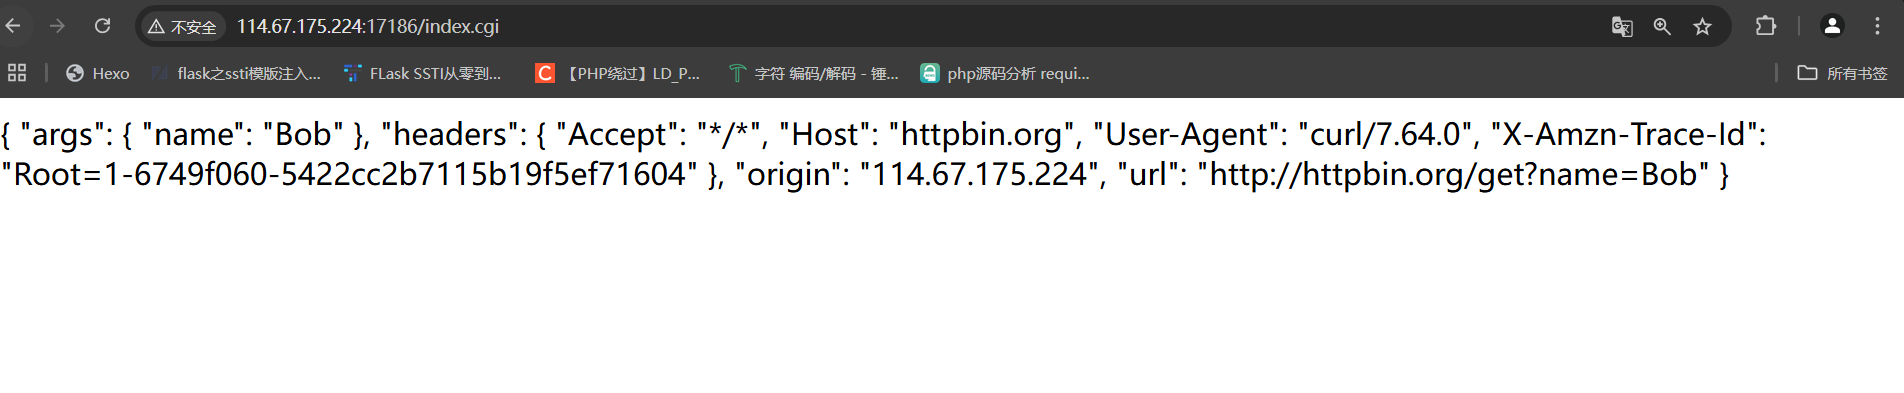 不安全 114.67.175.224:17186/index.cgi
Hexo flask之ssti模版注入... FLask SSTI从零到... 【PHP绕过】LD_P... 字符 编码/解码 - 锤... php源码分析 requi... 所有书签
{ "args": { "name": "Bob" }, "headers": { "Accept": "*/*", "Host": "httpbin.org", "User-Agent": "curl/7.64.0", "X-Amzn-Trace-Id":
"Root=1-6749f060-5422cc2b7115b19f5ef71604" }, "origin": "114.67.175.224", "url": "http://httpbin.org/get?name=Bob" }